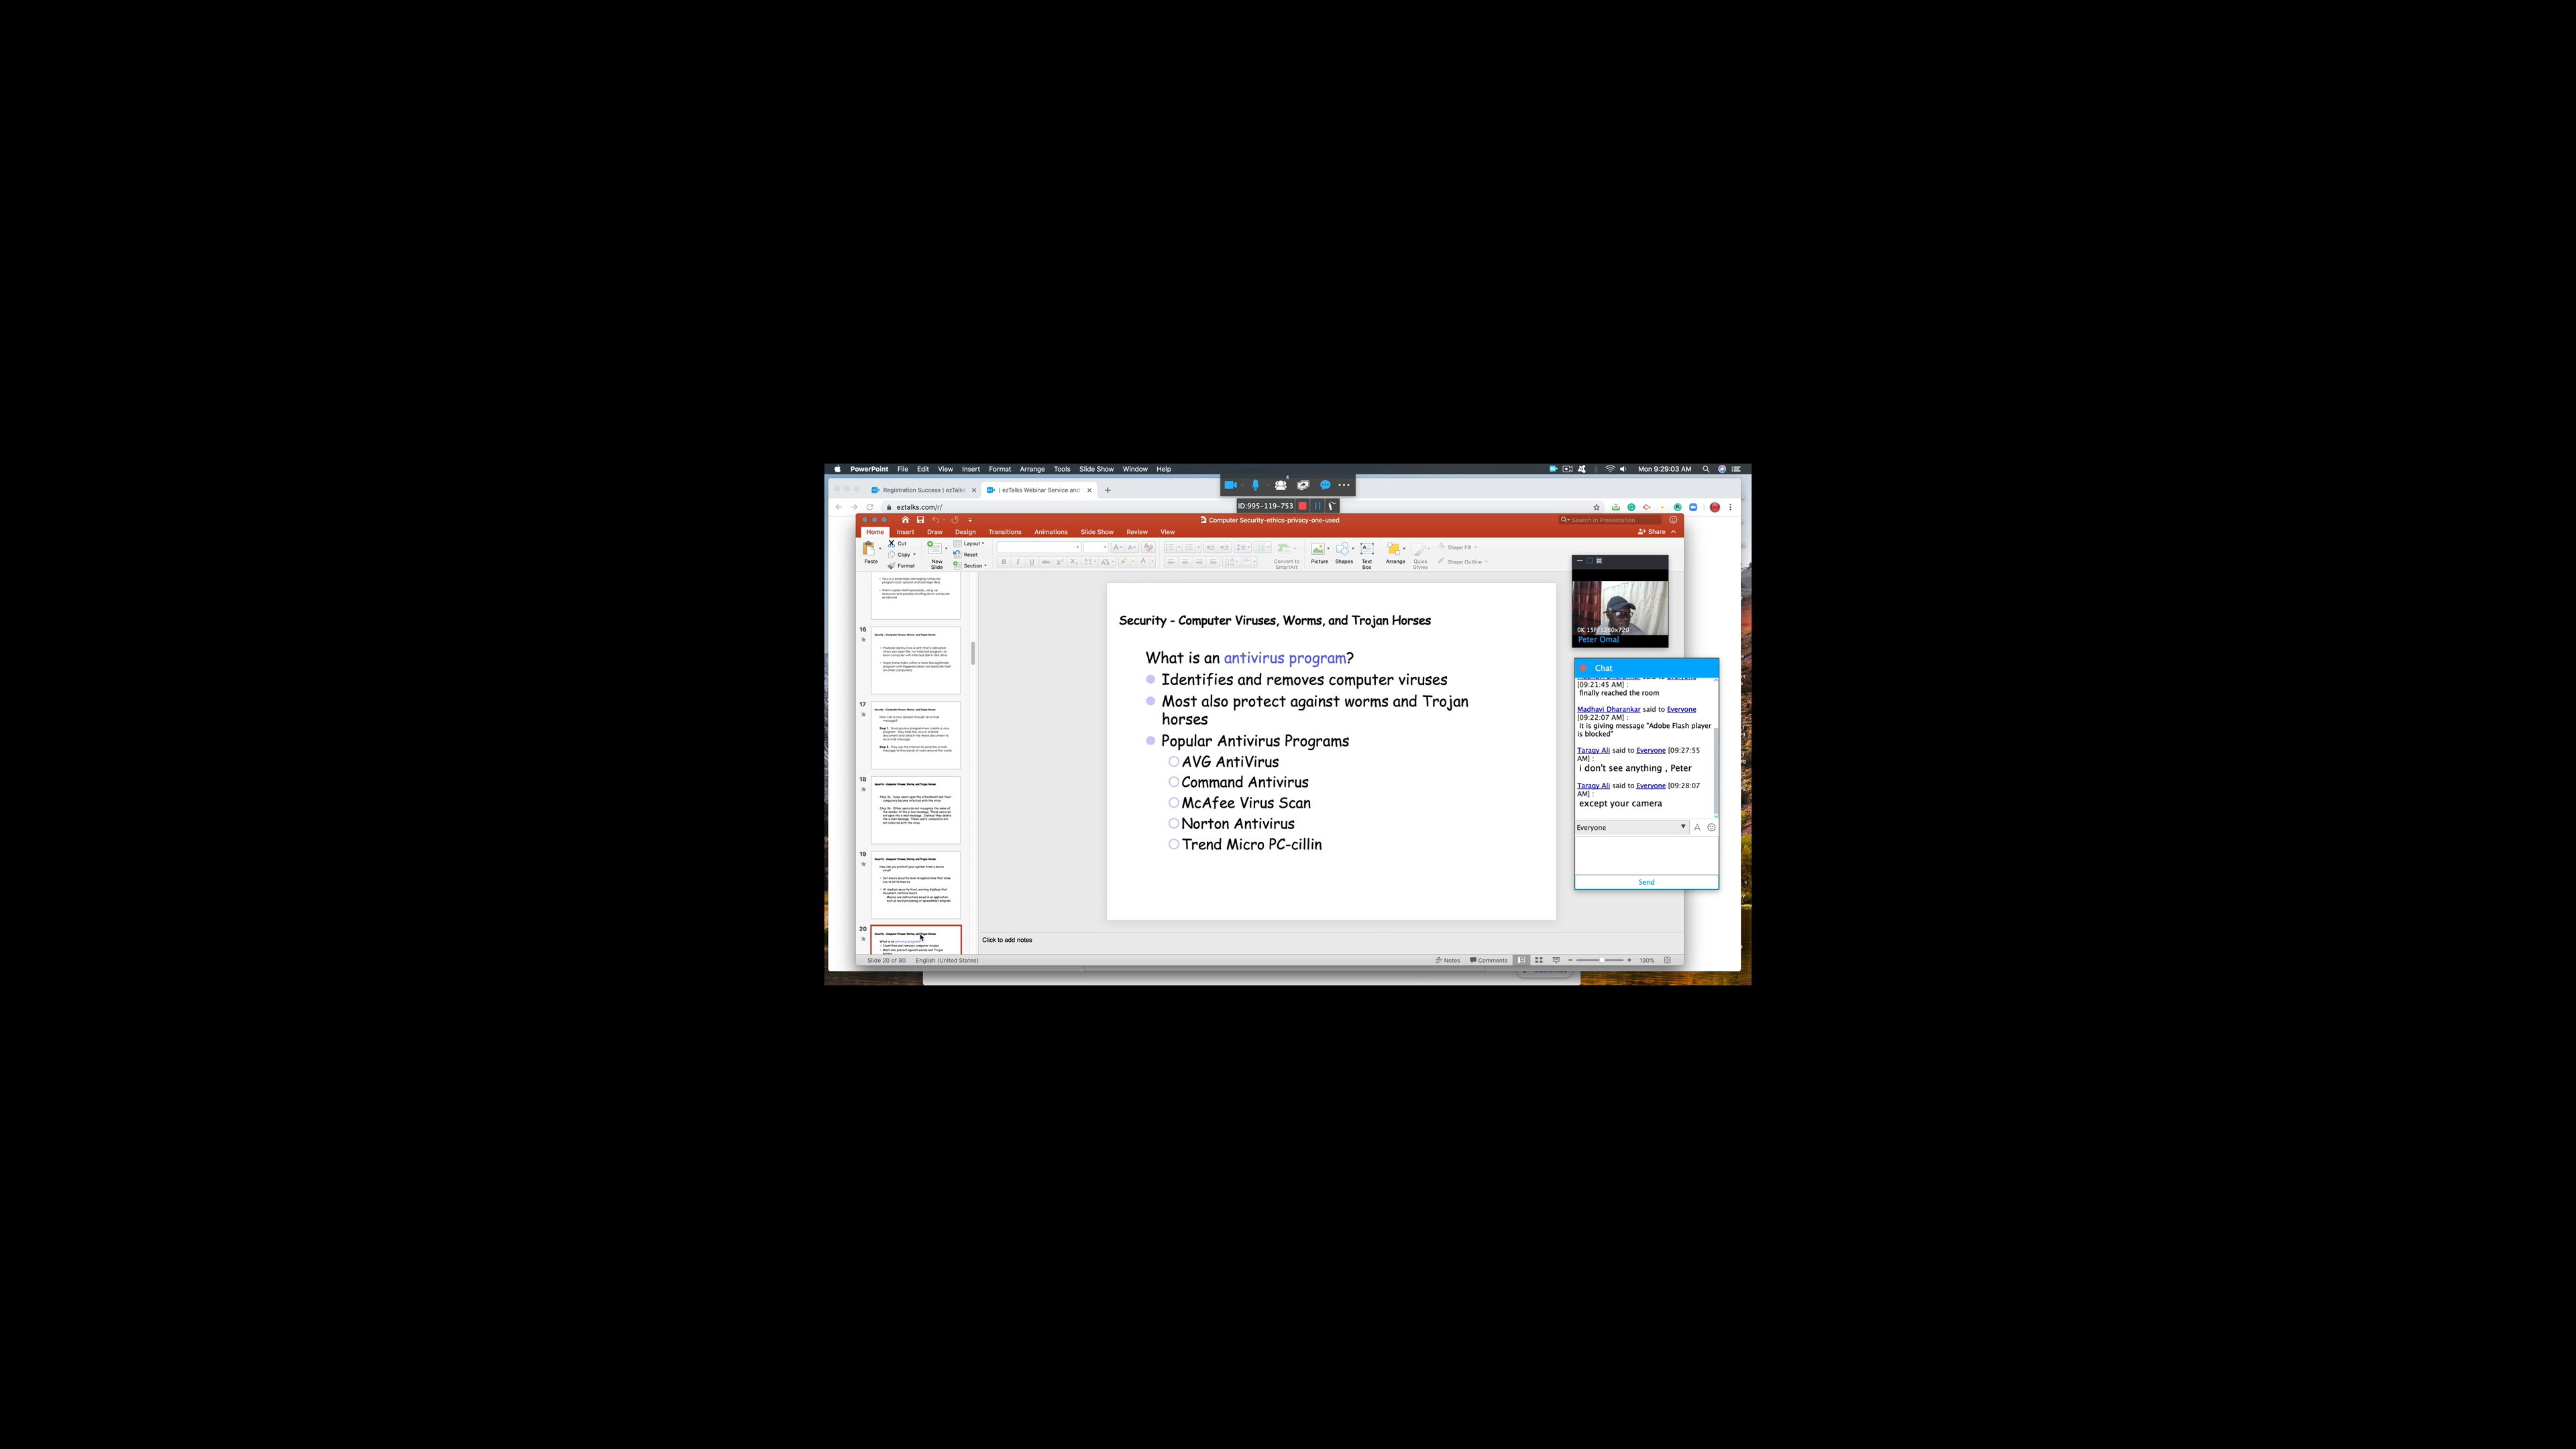 PowerPoint File Edit View Insert Format Arrange Tools Slide Show Window Help Mon 9:29:03 AM
Registration Success | ezTalks
| ezTalks Webinar Service and
eztalks.com/r/
ID:995-119-753
Computer Security-ethics-privacy-one-used
Search in Presentation
Home Insert Draw Design Transitions Animations Slide Show Review View
Share
Paste
Cut
Copy
Format
New Slide
Layout
Reset
Section
Convert to SmartArt
Picture
Shapes
Text Box
Arrange
Quick Styles
Shape Fill
Shape Outline
16
17
18
19
20
Security - Computer Viruses, Worms, and Trojan Horses
What is an antivirus program?
Identifies and removes computer viruses
Most also protect against worms and Trojan
horses
Popular Antivirus Programs
AVG AntiVirus
Command Antivirus
McAfee Virus Scan
Norton Antivirus
Trend Micro PC-cillin
Peter Omal
Chat
[09:21:45 AM] :
finally reached the room
Madhavi Dharankar said to Everyone
[09:22:07 AM] :
it is giving message "Adobe Flash player
is blocked"
Taragy Ali said to Everyone [09:27:55
AM] :
i don't see anything , Peter
Taragy Ali said to Everyone [09:28:07
AM] :
except your camera
Everyone
Send
Click to add notes
Slide 20 of 80 English (United States)
Notes Comments 130%